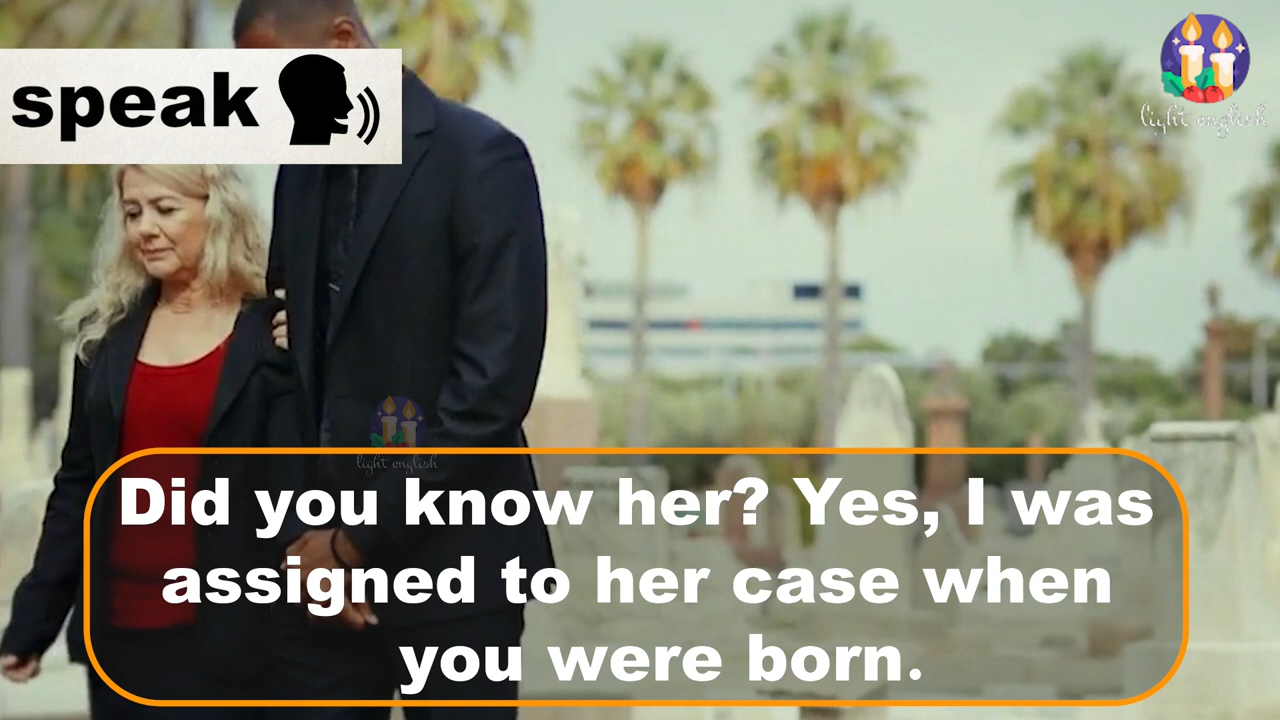 speak
light english
light english
Did you know her? Yes, I was
assigned to her case when
you were born.